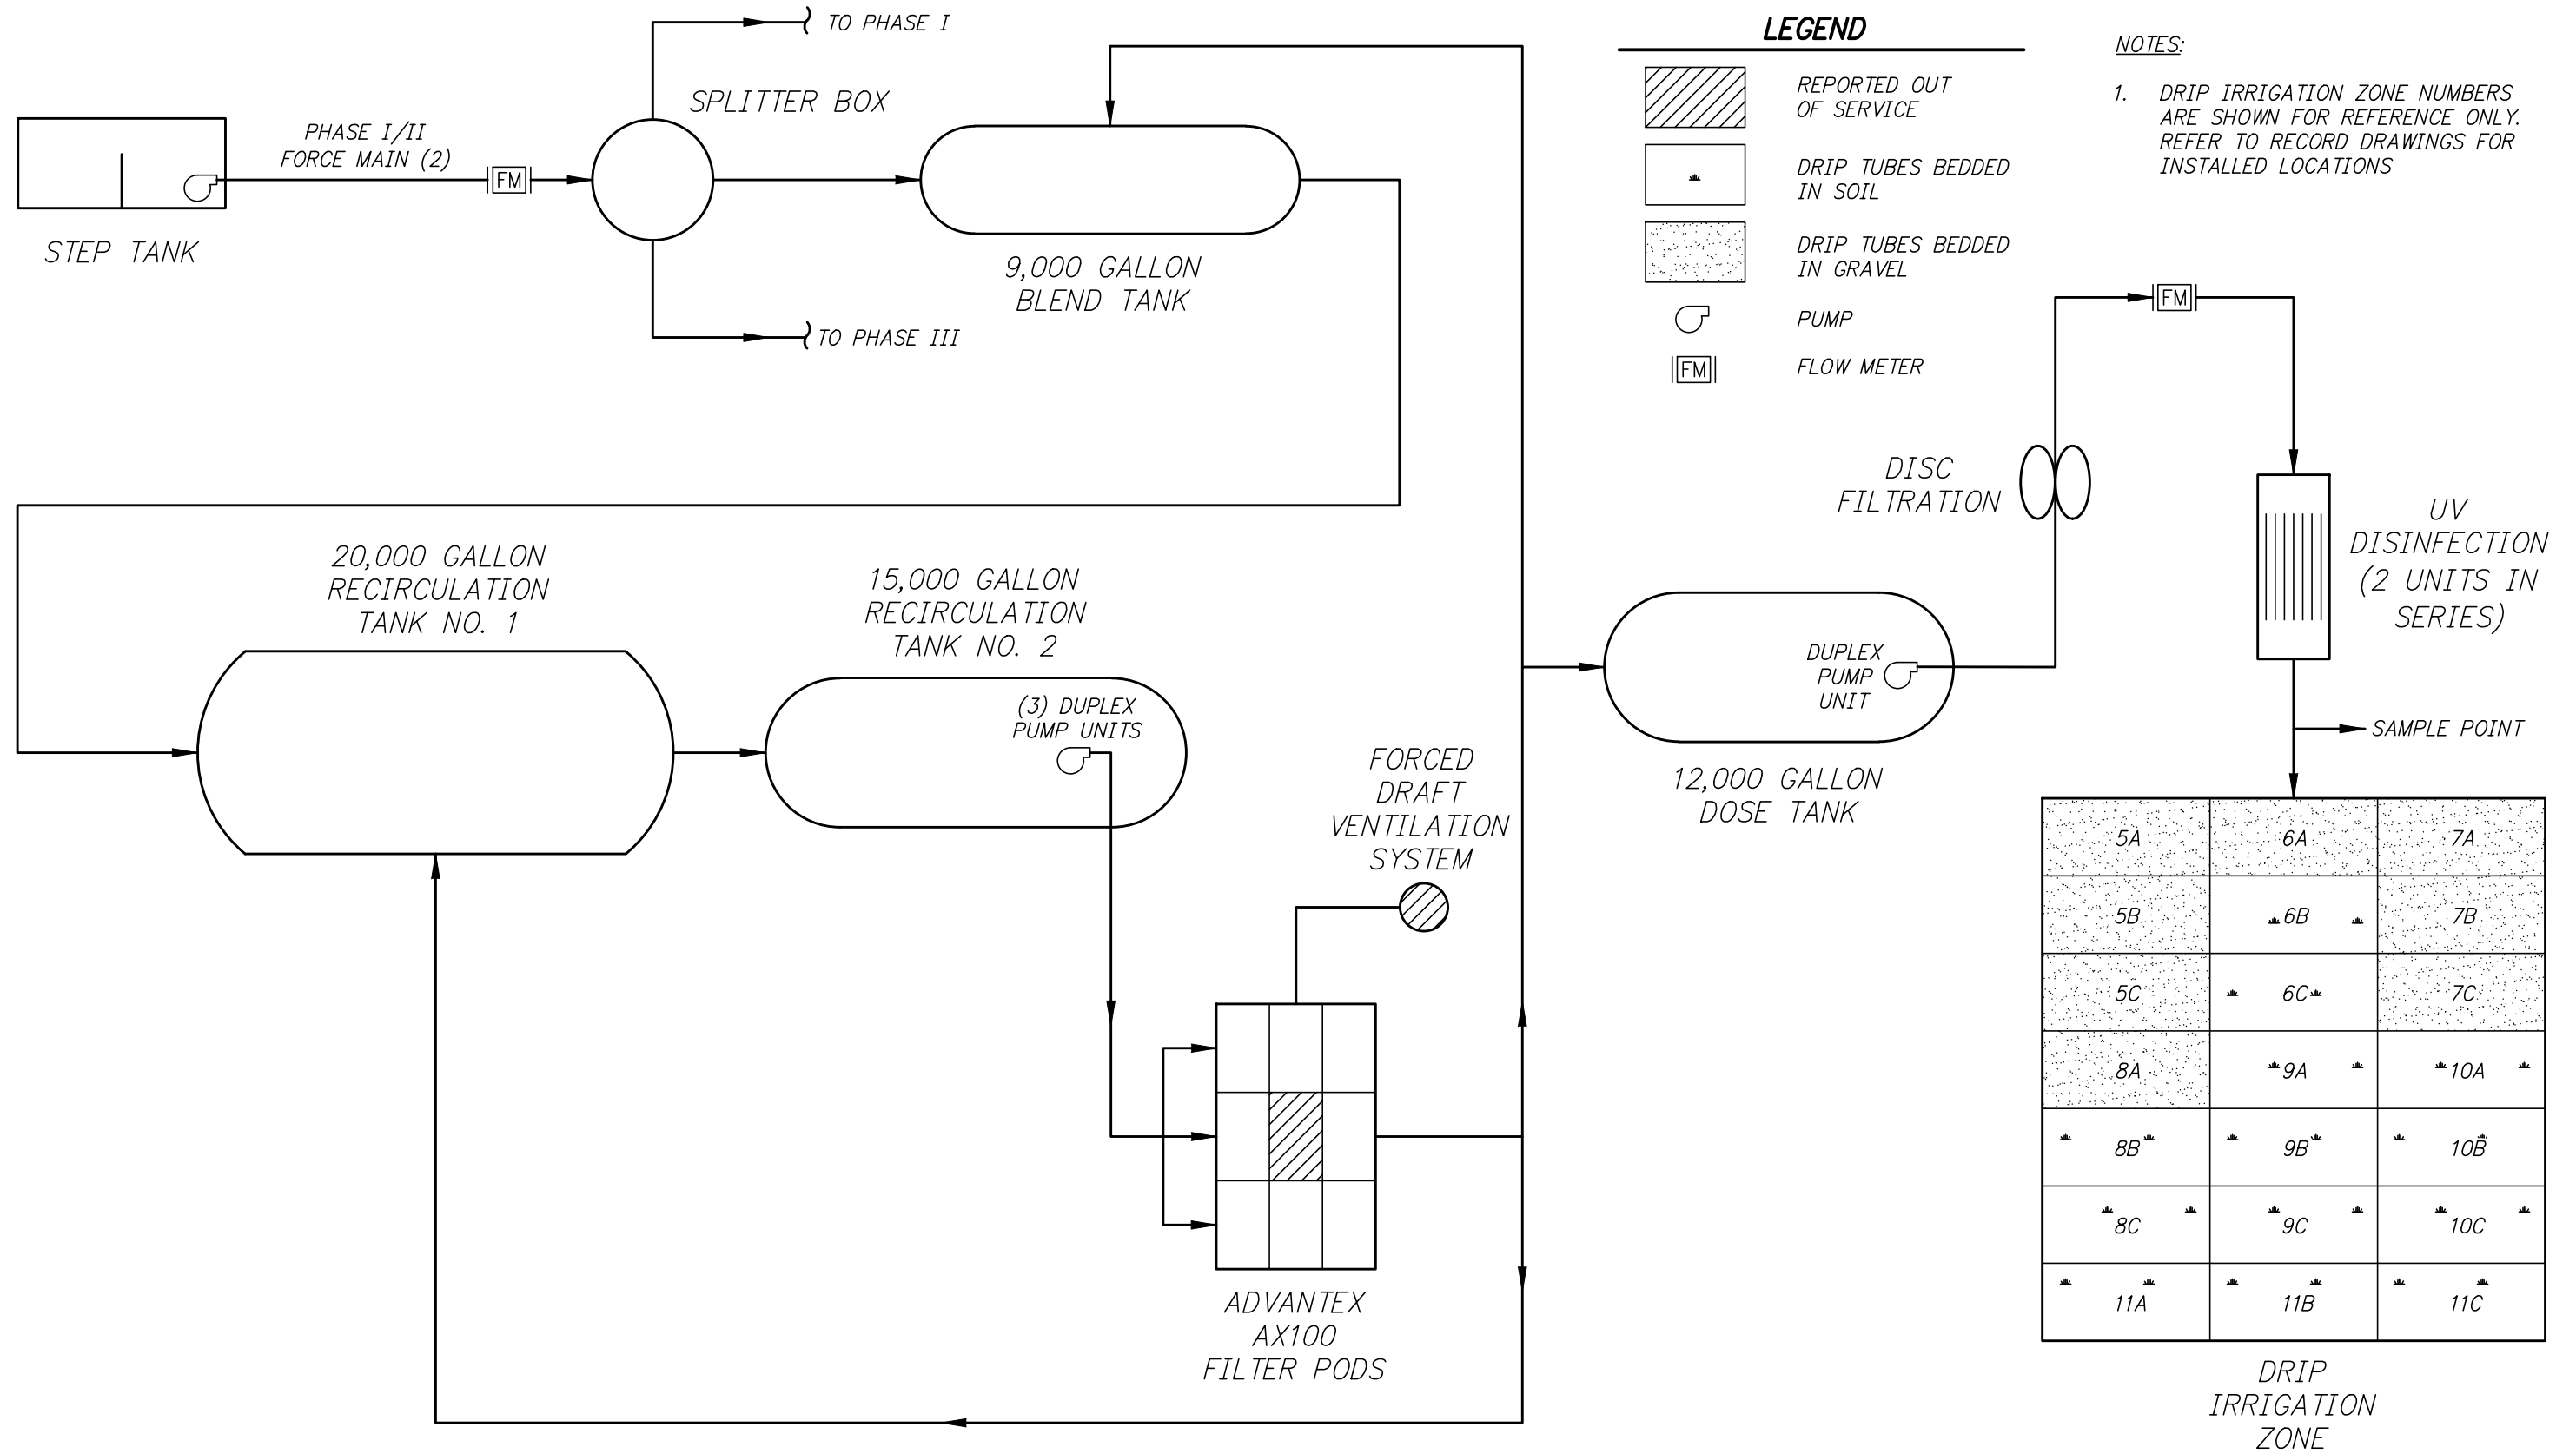 TO PHASE I
SPLITTER BOX
PHASE I/II
FORCE MAIN (2)
FM
STEP TANK
9,000 GALLON
BLEND TANK
TO PHASE III
LEGEND
REPORTED OUT
OF SERVICE
DRIP TUBES BEDDED
IN SOIL
DRIP TUBES BEDDED
IN GRAVEL
PUMP
FM
FLOW METER
NOTES:
1. DRIP IRRIGATION ZONE NUMBERS
ARE SHOWN FOR REFERENCE ONLY.
REFER TO RECORD DRAWINGS FOR
INSTALLED LOCATIONS
FM
DISC
FILTRATION
UV
DISINFECTION
(2 UNITS IN
SERIES)
20,000 GALLON
RECIRCULATION
TANK NO. 1
15,000 GALLON
RECIRCULATION
TANK NO. 2
(3) DUPLEX
PUMP UNITS
DUPLEX
PUMP
UNIT
12,000 GALLON
DOSE TANK
SAMPLE POINT
FORCED
DRAFT
VENTILATION
SYSTEM
ADVANTEX
AX100
FILTER PODS
5A 6A 7A
5B 6B 7B
5C 6C 7C
8A 9A 10A
8B 9B 10B
8C 9C 10C
11A 11B 11C
DRIP
IRRIGATION
ZONE